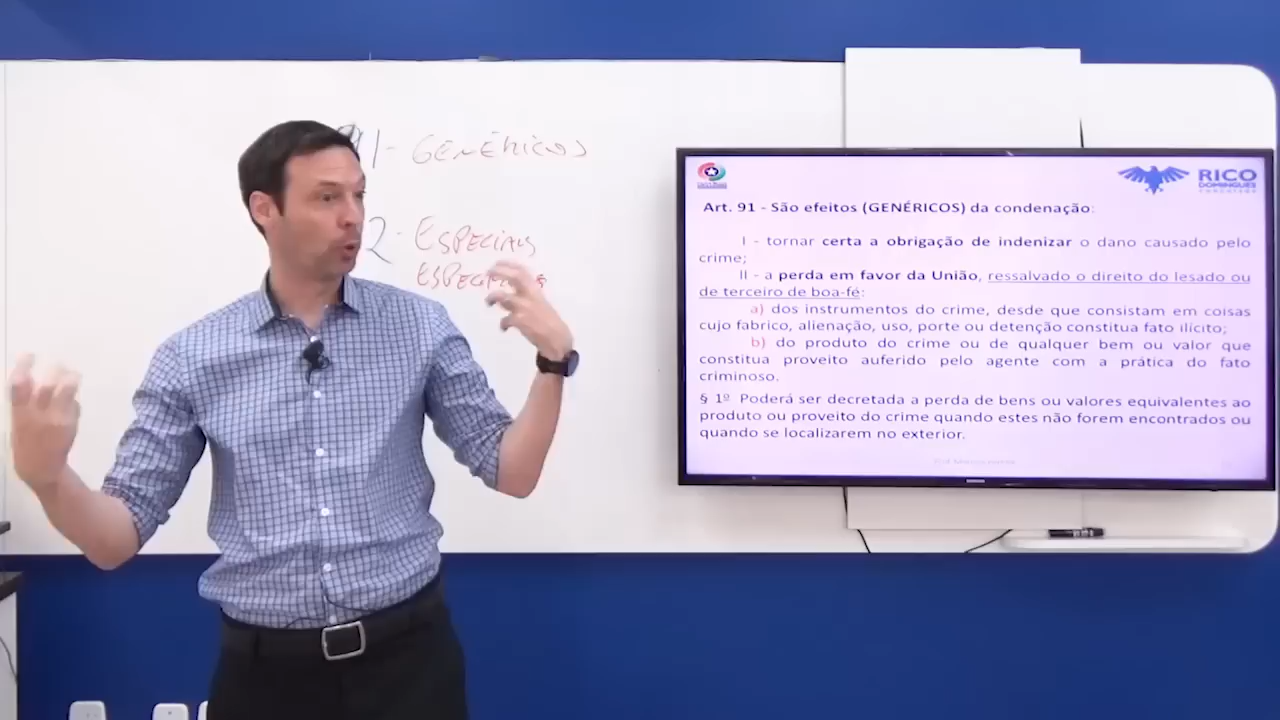 91- GENÉRICOS
2- ESPECIAIS
RICO
DOMINGUES
Art. 91 - São efeitos (GENÉRICOS) da condenação:
I - tornar certa a obrigação de indenizar o dano causado pelo
crime;
II - a perda em favor da União, ressalvado o direito do lesado ou
de terceiro de boa-fé:
a) dos instrumentos do crime, desde que consistam em coisas
cujo fabrico, alienação, uso, porte ou detenção constitua fato ilícito;
b) do produto do crime ou de qualquer bem ou valor que
constitua proveito auferido pelo agente com a prática do fato
criminoso.
§ 1º Poderá ser decretada a perda de bens ou valores equivalentes ao
produto ou proveito do crime quando estes não forem encontrados ou
quando se localizarem no exterior.